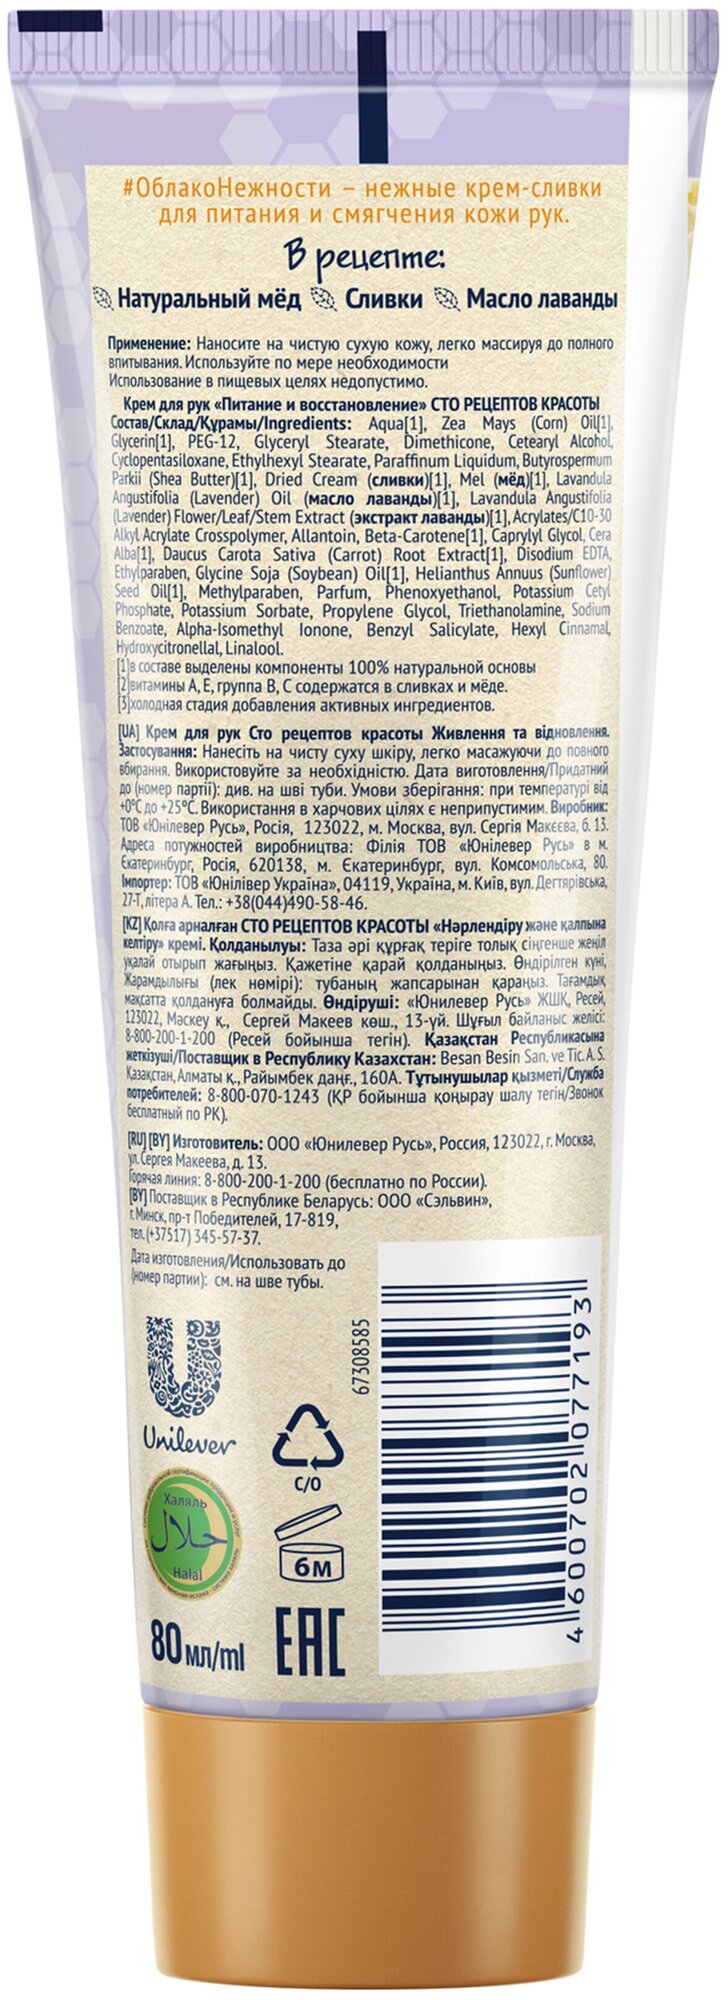 #ОблакоНежности – нежные крем-сливки
для питания и смягчения кожи рук.
В рецепте:
Натуральный мёд Сливки Масло лаванды
Применение: Наносите на чистую сухую кожу, легко массируя до полного
впитывания. Используйте по мере необходимости
Использование в пищевых целях недопустимо.
Крем для рук «Питание и восстановление» СТО РЕЦЕПТОВ КРАСОТЫ
Состав/Склад/Құрамы/Ingredients: Aqua[1], Zea Mays (Corn) Oil[1],
Glycerin[1], PEG-12, Glyceryl Stearate, Dimethicone, Cetearyl Alcohol,
Cyclopentasiloxane, Ethylhexyl Stearate, Paraffinum Liquidum, Butyrospermum
Parkii (Shea Butter)[1], Dried Cream (сливки)[1], Mel (мёд)[1], Lavandula
Angustifolia (Lavender) Oil (масло лаванды)[1], Lavandula Angustifolia
(Lavender) Flower/Leaf/Stem Extract (экстракт лаванды)[1], Acrylates/C10-30
Alkyl Acrylate Crosspolymer, Allantoin, Beta-Carotene[1], Caprylyl Glycol, Cera
Alba[1], Daucus Carota Sativa (Carrot) Root Extract[1], Disodium EDTA,
Ethylparaben, Glycine Soja (Soybean) Oil[1], Helianthus Annuus (Sunflower)
Seed Oil[1], Methylparaben, Parfum, Phenoxyethanol, Potassium Cetyl
Phosphate, Potassium Sorbate, Propylene Glycol, Triethanolamine, Sodium
Benzoate, Alpha-Isomethyl Ionone, Benzyl Salicylate, Hexyl Cinnamal,
Hydroxycitronellal, Linalool.
[1]в составе выделены компоненты 100% натуральной основы
[2]витамины А, Е, группа В, С содержатся в сливках и мёде.
[3]холодная стадия добавления активных ингредиентов.
[UA] Крем для рук Сто рецептов красоты Живлення та відновлення.
Застосування: Нанесіть на чисту суху шкіру, легко масажуючи до повного
вбирання. Використовуйте за необхідністю. Дата виготовлення/Придатний
до (номер партії): див. на шві туби. Умови зберігання: при температурі від
+0°С до +25°С. Використання в харчових цілях є неприпустимим. Виробник:
ТОВ «Юнілевер Русь», Росія, 123022, м. Москва, вул. Сергія Макєєва, б. 13.
Адреса потужностей виробництва: Філія ТОВ «Юнілевер Русь» в м.
Єкатеринбург, Росія, 620138, м. Єкатеринбург, вул. Комсомольська, 80.
Імпортер: ТОВ «Юнілівер Україна», 04119, Україна, м. Київ, вул. Дегтярівська,
27-Т, літера А. Тел.: +38(044)490-58-46.
[KZ] Қолға арналған СТО РЕЦЕПТОВ КРАСОТЫ «Нәрлендіру және қалпына
келтіру» кремі. Қолданылуы: Таза әрі құрғақ теріге толық сіңгенше жеңіл
уқалай отырып жағыңыз. Қажетіне қарай қолданыңыз. Өндірілген күні,
Жарамдылығы (лек нөмірі): тубаның жапсарынан қараңыз. Тағамдық
мақсатта қолдануға болмайды. Өндіруші: «Юнилевер Русь» ЖШҚ, Ресей,
123022, Мәскеу қ., Сергей Макеев көш., 13-үй. Шұғыл байланыс желісі:
8-800-200-1-200 (Ресей бойынша тегін). Қазақстан Республикасына
жеткізуші/Поставщик в Республику Казахстан: Besan Besin San. ve Tic. A. S.
Қазақстан, Алматы қ., Райымбек даңғ., 160А. Тұтынушылар қызметі/Служба
потребителей: 8-800-070-1243 (ҚР бойынша қоңырау шалу тегін/Звонок
бесплатный по РК).
[RU] [BY] Изготовитель: ООО «Юнилевер Русь», Россия, 123022, г. Москва,
ул. Сергея Макеева, д. 13.
Горячая линия: 8-800-200-1-200 (бесплатно по России).
[BY] Поставщик в Республике Беларусь: ООО «Сэльвин»,
г. Минск, пр-т Победителей, 17-819,
тел. (+37517) 345-57-37.
Дата изготовления/Использовать до
(номер партии): см. на шве тубы.
67308585
Unilever
C/O
Халяль
حلال
Halal
6м
80 мл/ml
EAC
4600702077193